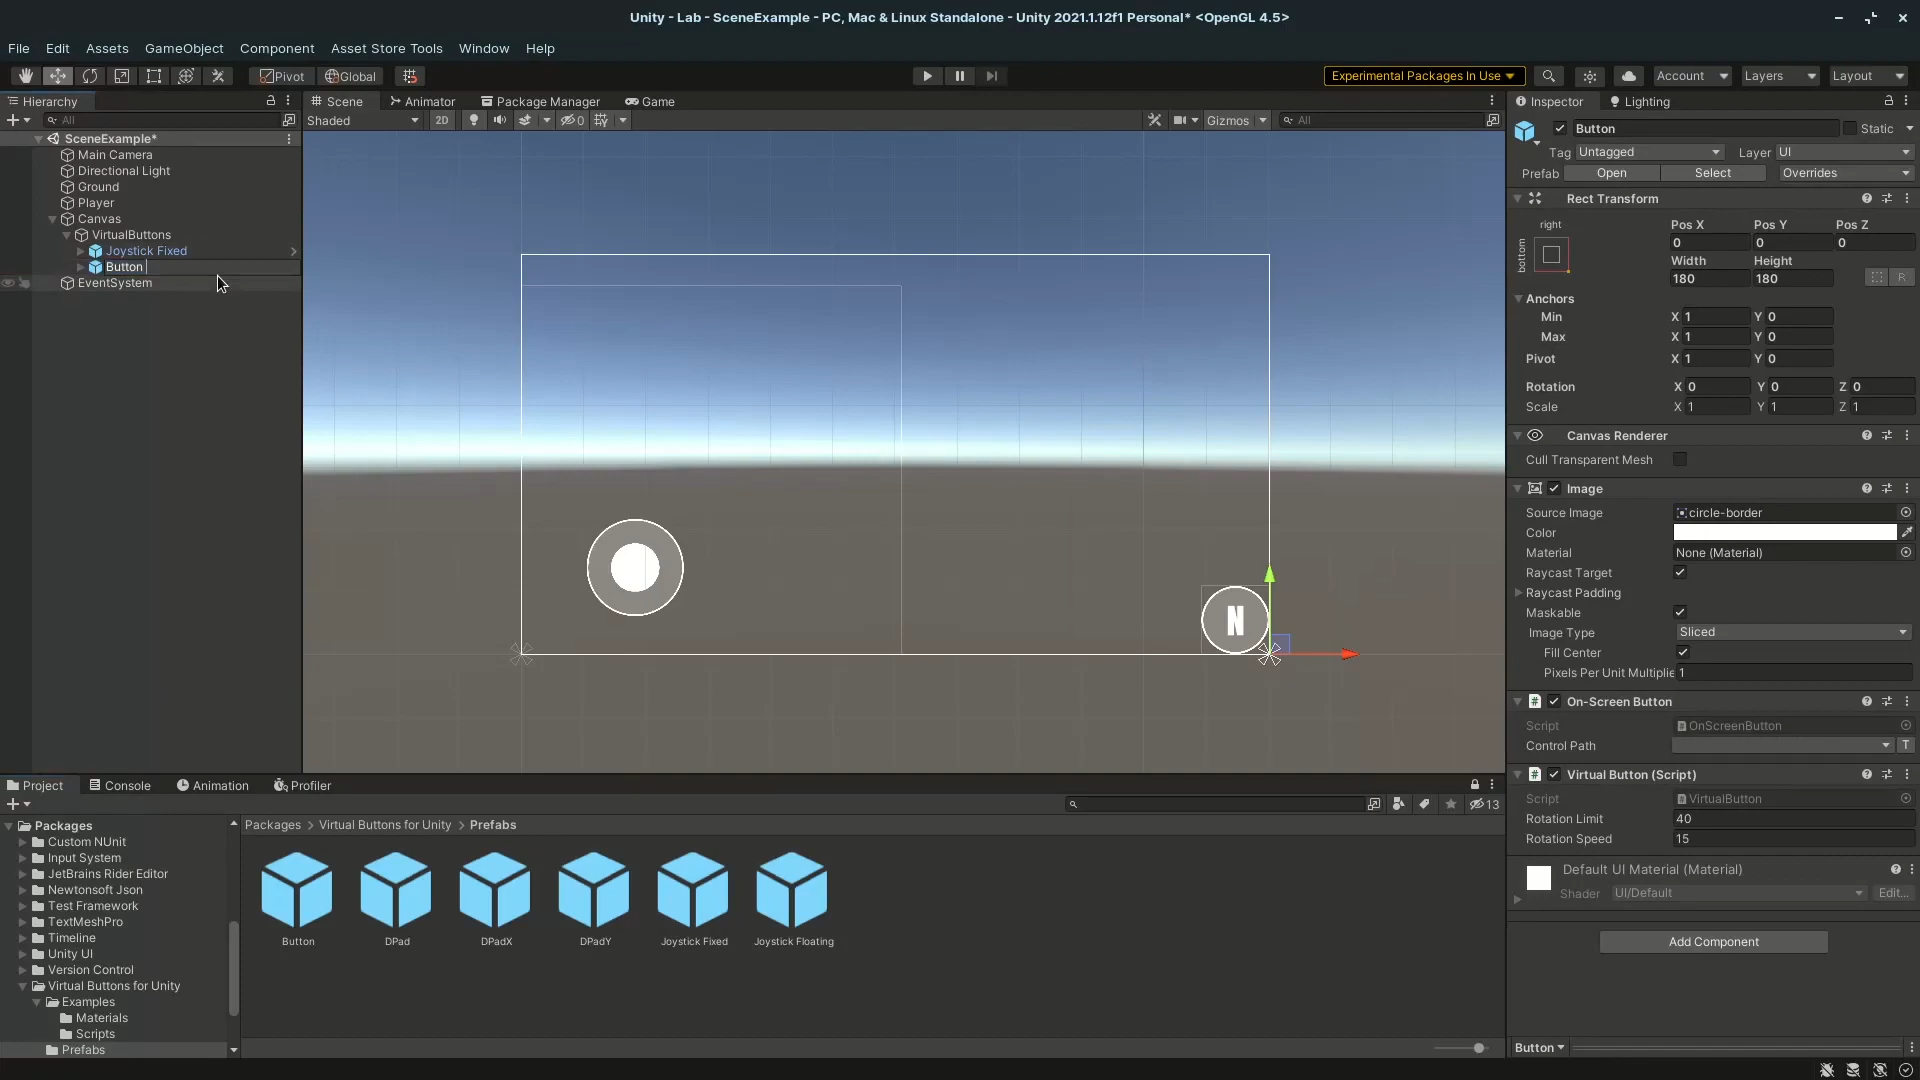 Unity - Lab - SceneExample - PC, Mac & Linux Standalone - Unity 2021.1.12f1 Personal* <OpenGL 4.5>
File Edit Assets GameObject Component Asset Store Tools Window Help
Pivot Global Experimental Packages In Use Account Layers Layout
Hierarchy
All
SceneExample*
Main Camera
Directional Light
Ground
Player
Canvas
VirtualButtons
Joystick Fixed
Button
EventSystem
Scene Animator Package Manager Game
Shaded 2D 0 Gizmos All
N
Inspector Lighting
Button Static
Tag Untagged Layer UI
Prefab Open Select Overrides
Rect Transform
right
bottom
Pos X Pos Y Pos Z
0 0 0
Width Height
180 180 R
Anchors
Min X 1 Y 0
Max X 1 Y 0
Pivot X 1 Y 0
Rotation X 0 Y 0 Z 0
Scale X 1 Y 1 Z 1
Canvas Renderer
Cull Transparent Mesh
Image
Source Image circle-border
Color
Material None (Material)
Raycast Target
Raycast Padding
Maskable
Image Type Sliced
Fill Center
Pixels Per Unit Multiplie 1
On-Screen Button
Script OnScreenButton
Control Path T
Virtual Button (Script)
Script VirtualButton
Rotation Limit 40
Rotation Speed 15
Default UI Material (Material)
Shader UI/Default Edit...
Add Component
Button
Project Console Animation Profiler
13
Packages
Custom NUnit
Input System
JetBrains Rider Editor
Newtonsoft Json
Test Framework
TextMeshPro
Timeline
Unity UI
Version Control
Virtual Buttons for Unity
Examples
Materials
Scripts
Prefabs
Packages > Virtual Buttons for Unity > Prefabs
Button DPad DPadX DPadY Joystick Fixed Joystick Floating